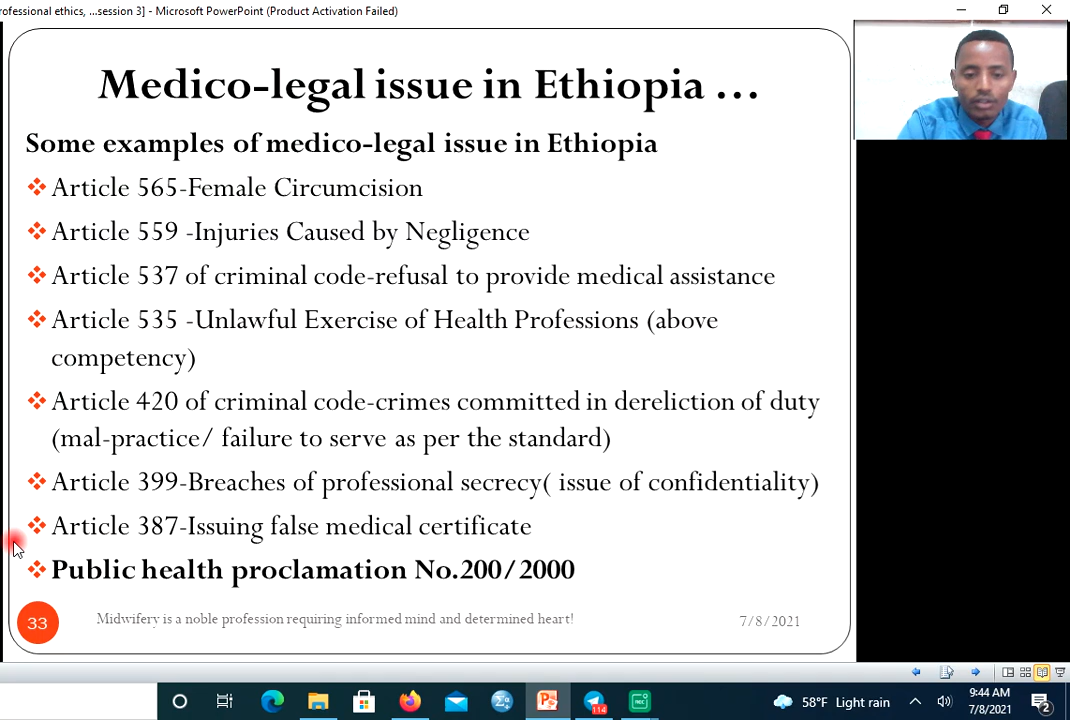 rofessional ethics, ...session 3] - Microsoft PowerPoint (Product Activation Failed)
Medico-legal issue in Ethiopia …
Some examples of medico-legal issue in Ethiopia
Article 565-Female Circumcision
Article 559 -Injuries Caused by Negligence
Article 537 of criminal code-refusal to provide medical assistance
Article 535 -Unlawful Exercise of Health Professions (above
competency)
Article 420 of criminal code-crimes committed in dereliction of duty
(mal-practice/ failure to serve as per the standard)
Article 399-Breaches of professional secrecy( issue of confidentiality)
Article 387-Issuing false medical certificate
Public health proclamation No.200/2000
33
Midwifery is a noble profession requiring informed mind and determined heart!
7/8/2021
114
REC
58°F Light rain
9:44 AM
7/8/2021
2